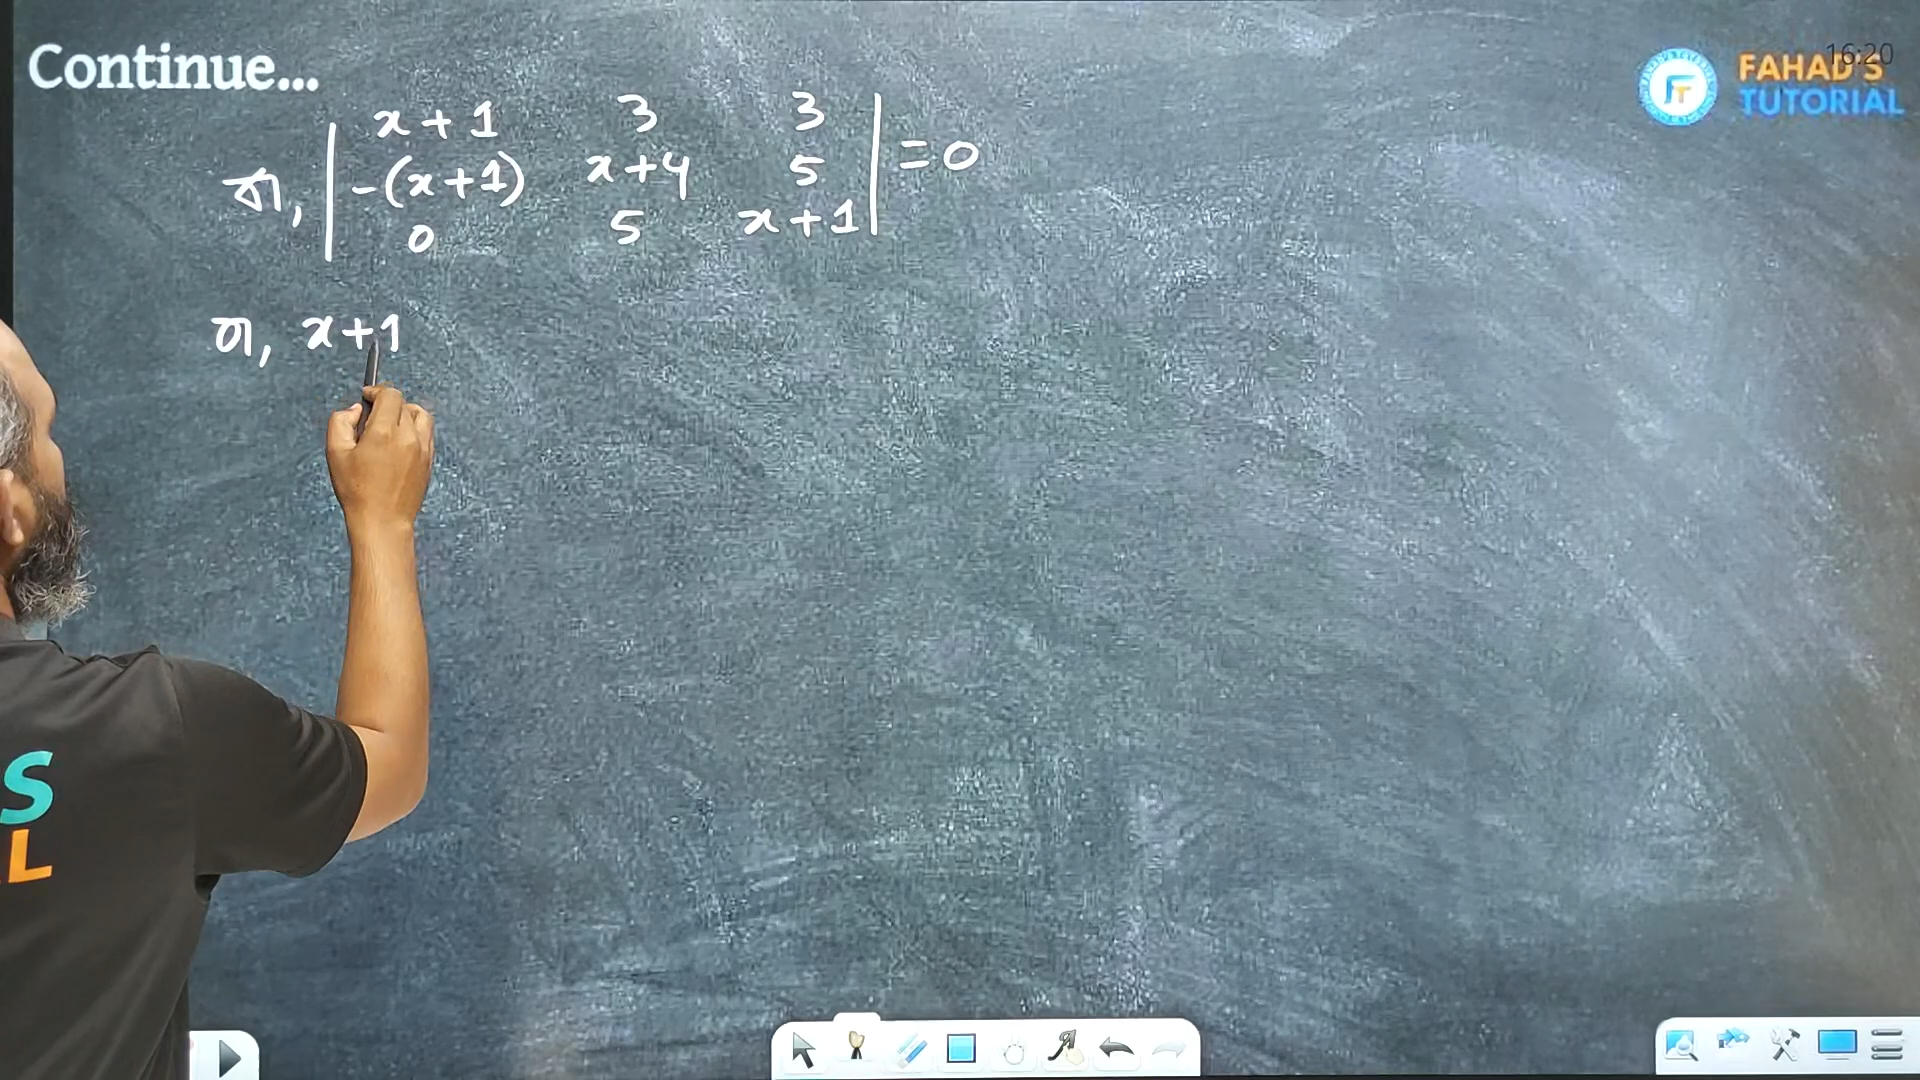 Continue...
16:20
FAHAD'S
TUTORIAL
বা, | x+1 3 3 |
| -(x+1) x+4 5 | = 0
| 0 5 x+1 |
বা, x+1
S
L